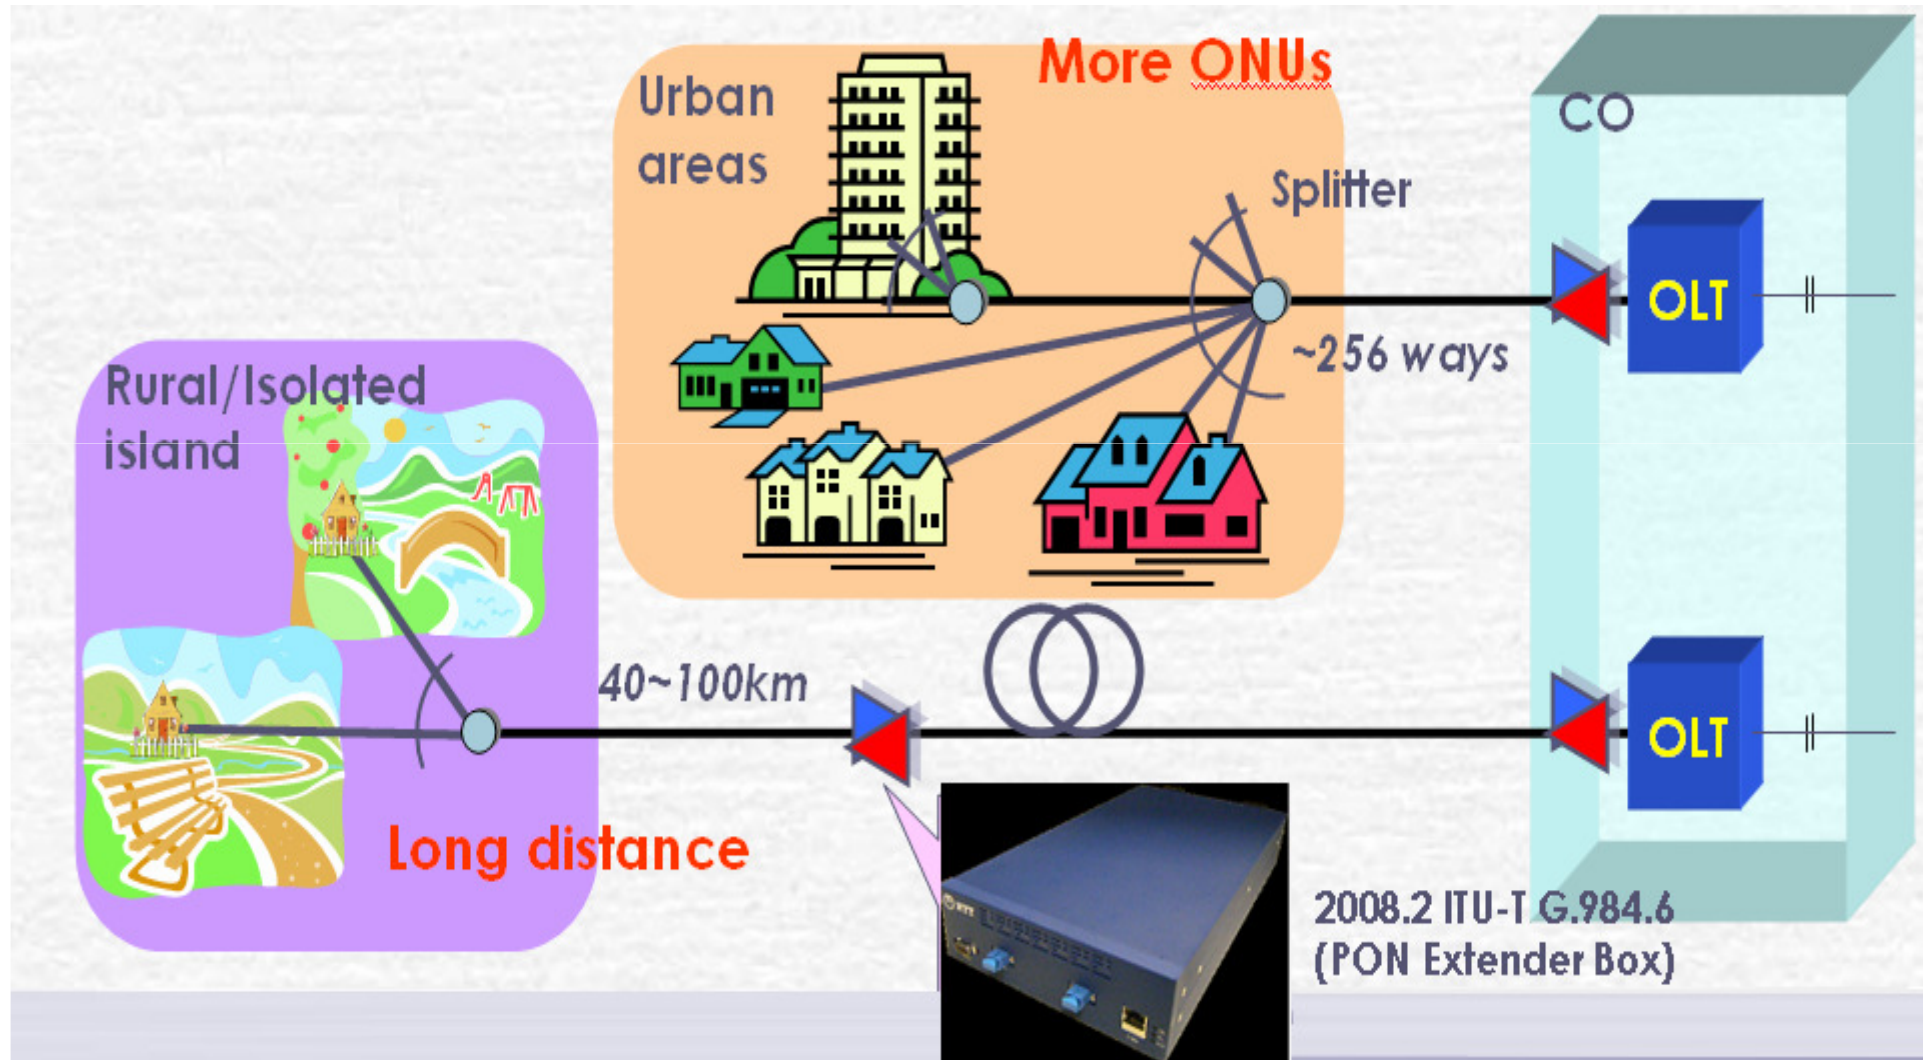 More ONUs
Urban
areas
CO
Splitter
OLT
~256 ways
Rural/Isolated
island
40~100km
OLT
Long distance
2008.2 ITU-T G.984.6
(PON Extender Box)